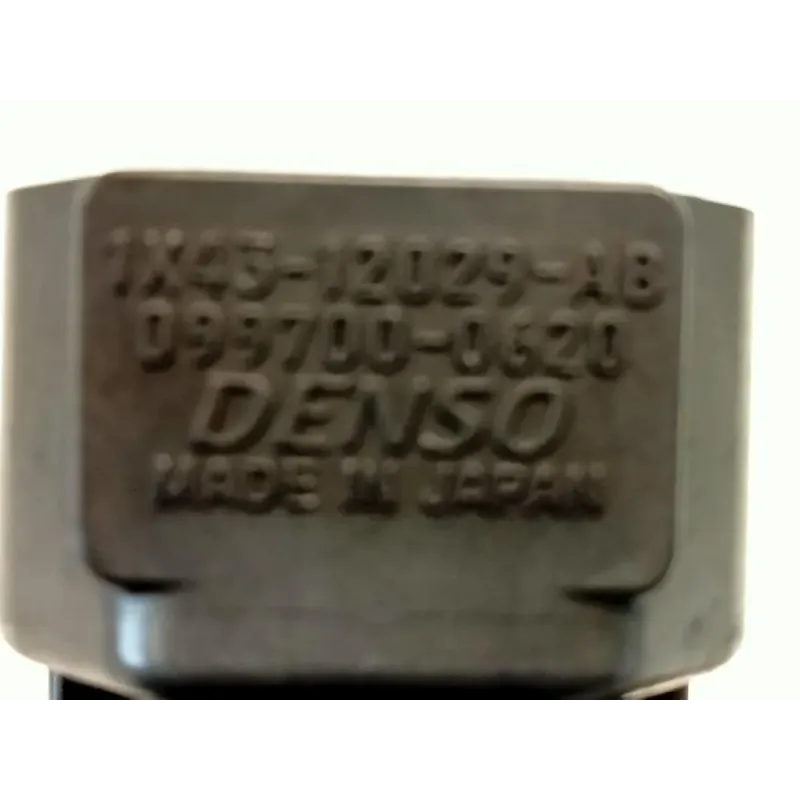 1X43-12029-AB
099700-0620
DENSO
MADE IN JAPAN